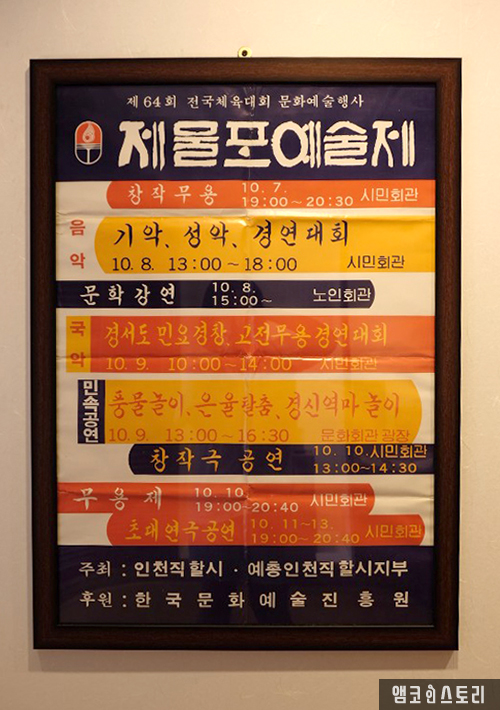 제 64회 전국체육대회 문화예술행사
제물포예술제
창작무용 10.7. 19:00~20:30 시민회관
음악 기악, 성악, 경연대회
10.8. 13:00~18:00 시민회관
문화강연 10.8. 15:00~ 노인회관
국악 경서도 민요경창, 고전무용 경연대회
10.9. 10:00~14:00 시민회관
민속공연 풍물놀이, 은율탈춤, 경신역마 놀이
10.9. 13:00~16:30 문화회관 광장
창작극 공연 10.10. 시민회관 13:00~14:30
무용제 10.10. 19:00~20:40 시민회관
초대연극공연 10.11~13. 19:00~20:40 시민회관
주최 : 인천직할시 · 예총인천직할시지부
후원 : 한국문화예술진흥원
앰코인스토리